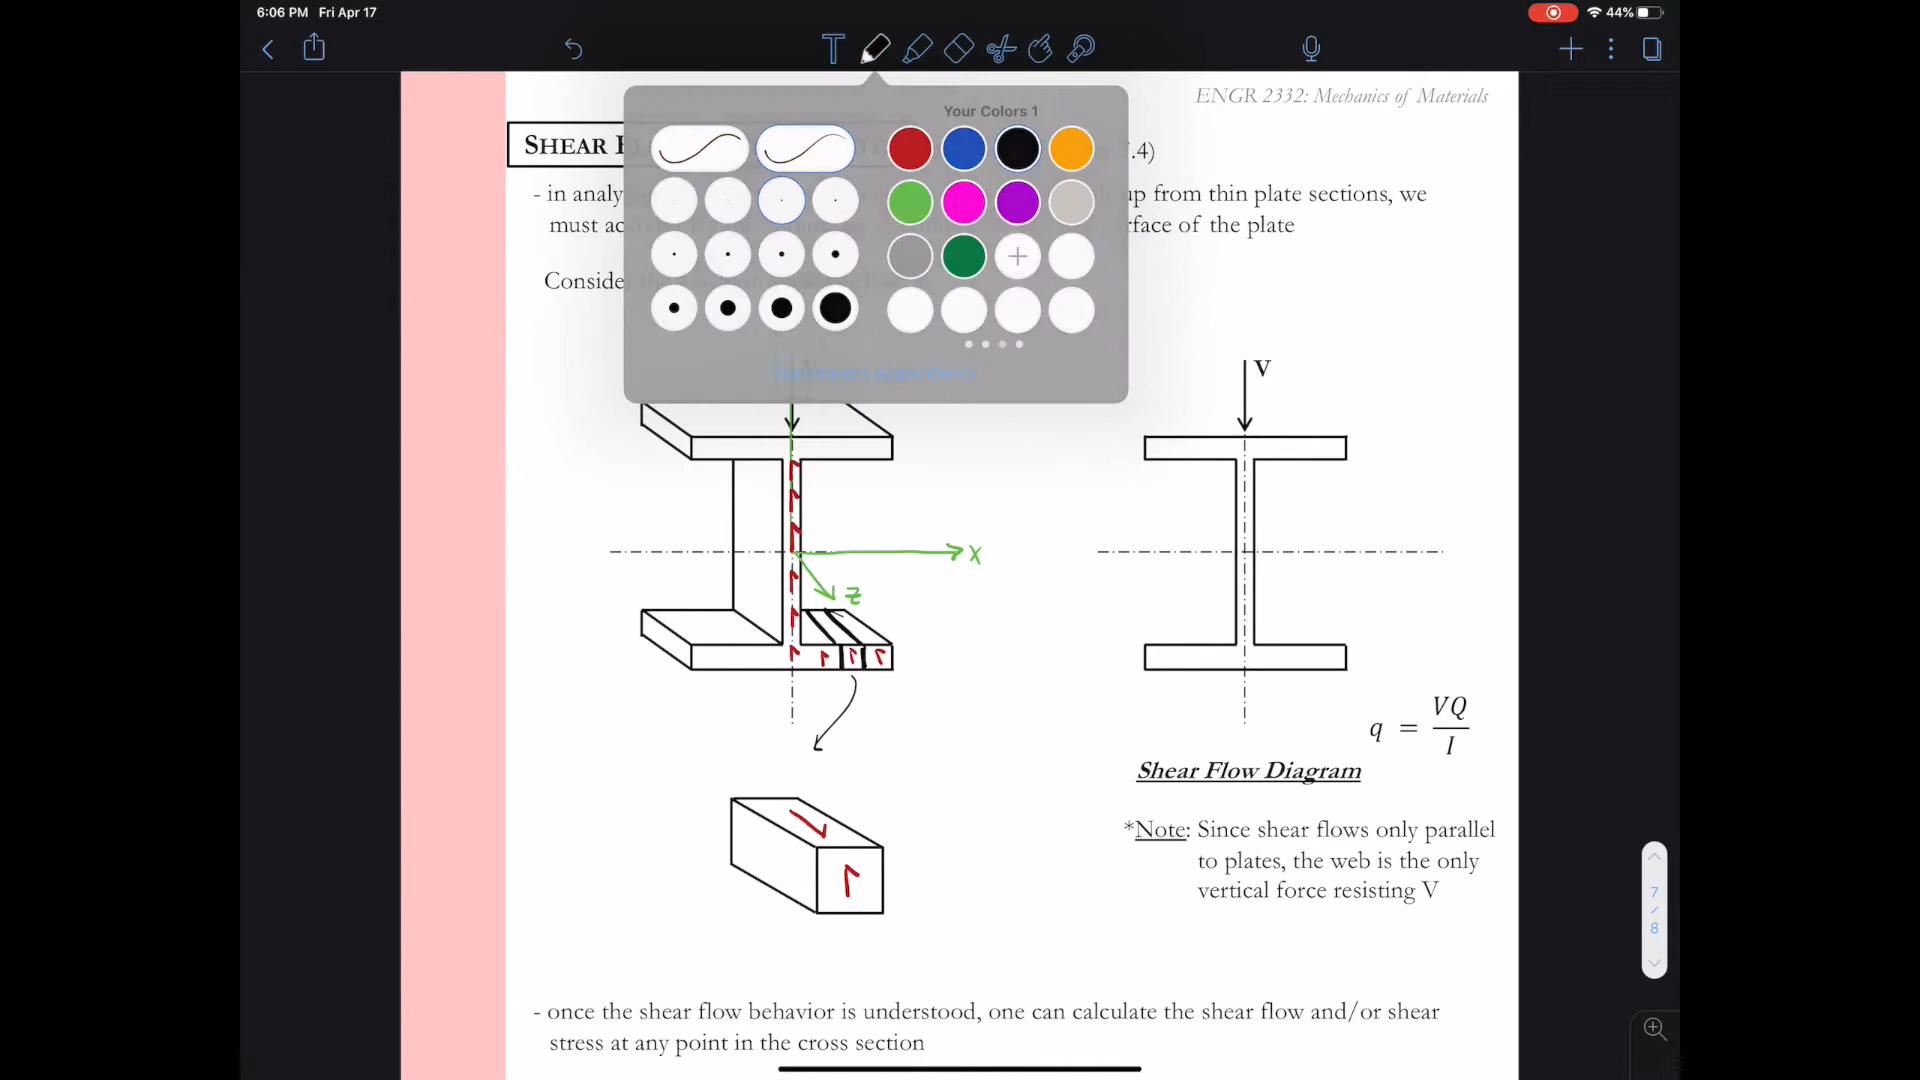 6:06 PM Fri Apr 17
44%
T
Your Colors 1
ENGR 2332: Mechanics of Materials
SHEAR
7.4)
- in analy
up from thin plate sections, we
must ac
rface of the plate
Conside
V
X
z
q = VQ
I
Shear Flow Diagram
*Note: Since shear flows only parallel
to plates, the web is the only
vertical force resisting V
7
/
8
- once the shear flow behavior is understood, one can calculate the shear flow and/or shear
stress at any point in the cross section